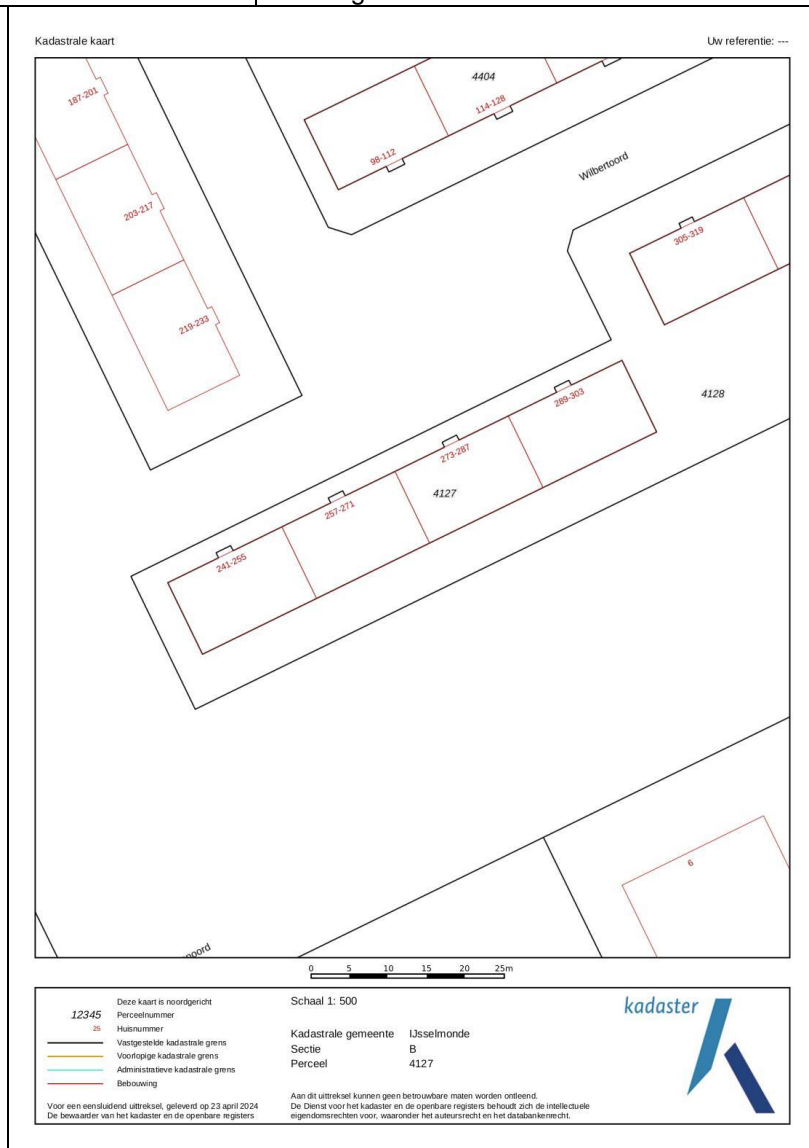 Kadastrale kaart
Uw referentie: ---
4404
187-201
114-128
98-112
Wilbertoord
203-217
305-319
219-233
4128
289-303
273-287
4127
257-271
241-255
6
noord
0 5 10 15 20 25m
Deze kaart is noordgericht
12345 Perceelnummer
25 Huisnummer
Vastgestelde kadastrale grens
Voorlopige kadastrale grens
Administratieve kadastrale grens
Bebouwing
Voor een eensluidend uittreksel, geleverd op 23 april 2024
De bewaarder van het kadaster en de openbare registers
Schaal 1: 500
Kadastrale gemeente IJsselmonde
Sectie B
Perceel 4127
Aan dit uittreksel kunnen geen betrouwbare maten worden ontleend.
De Dienst voor het kadaster en de openbare registers behoudt zich de intellectuele
eigendomsrechten voor, waaronder het auteursrecht en het databankenrecht.
kadaster